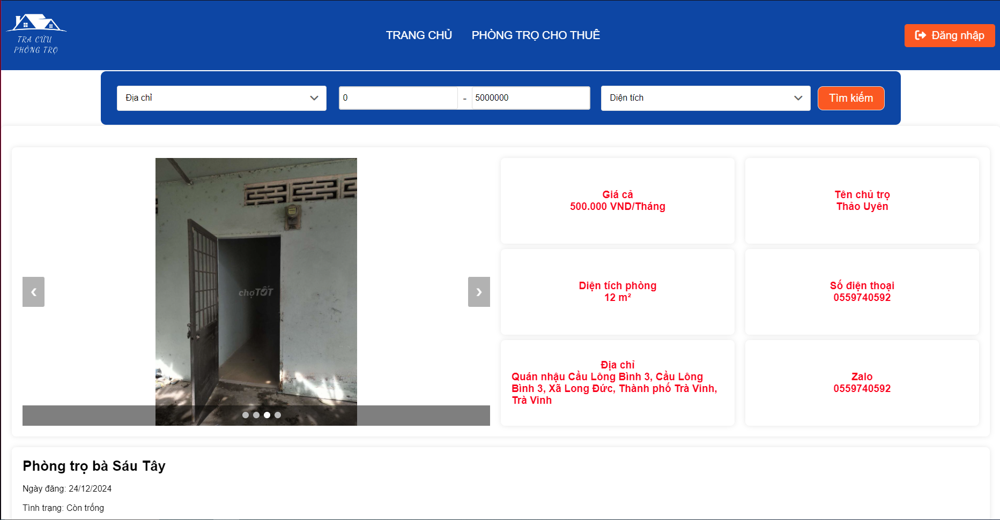 TRA CỨU
PHÒNG TRỌ
TRANG CHỦ
PHÒNG TRỌ CHO THUÊ
Đăng nhập
Địa chỉ
0
-
5000000
Diện tích
Tìm kiếm
chợTỐT
Giá cả
500.000 VND/Tháng
Tên chủ trọ
Thảo Uyên
Diện tích phòng
12 m²
Số điện thoại
0559740592
Địa chỉ
Quán nhậu Cầu Lông Bình 3, Cầu Lông
Bình 3, Xã Long Đức, Thành phố Trà Vinh,
Trà Vinh
Zalo
0559740592
Phòng trọ bà Sáu Tây
Ngày đăng: 24/12/2024
Tình trạng: Còn trống